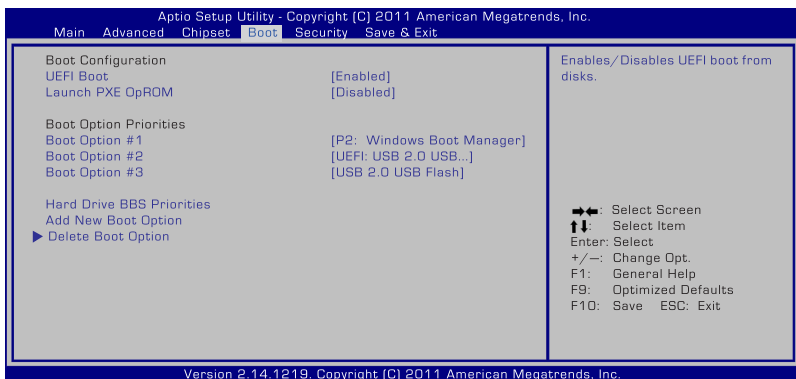 Aptio Setup Utility - Copyright (C) 2011 American Megatrends, Inc.
Main Advanced Chipset Boot Security Save & Exit
Boot Configuration
UEFI Boot [Enabled]
Launch PXE OpROM [Disabled]
Boot Option Priorities
Boot Option #1 [P2: Windows Boot Manager]
Boot Option #2 [UEFI: USB 2.0 USB...]
Boot Option #3 [USB 2.0 USB Flash]
Hard Drive BBS Priorities
Add New Boot Option
▶ Delete Boot Option
Enables/Disables UEFI boot from
disks.
➡⬅: Select Screen
⬆⬇: Select Item
Enter: Select
+/–: Change Opt.
F1: General Help
F9: Optimized Defaults
F10: Save ESC: Exit
Version 2.14.1219. Copyright (C) 2011 American Megatrends, Inc.